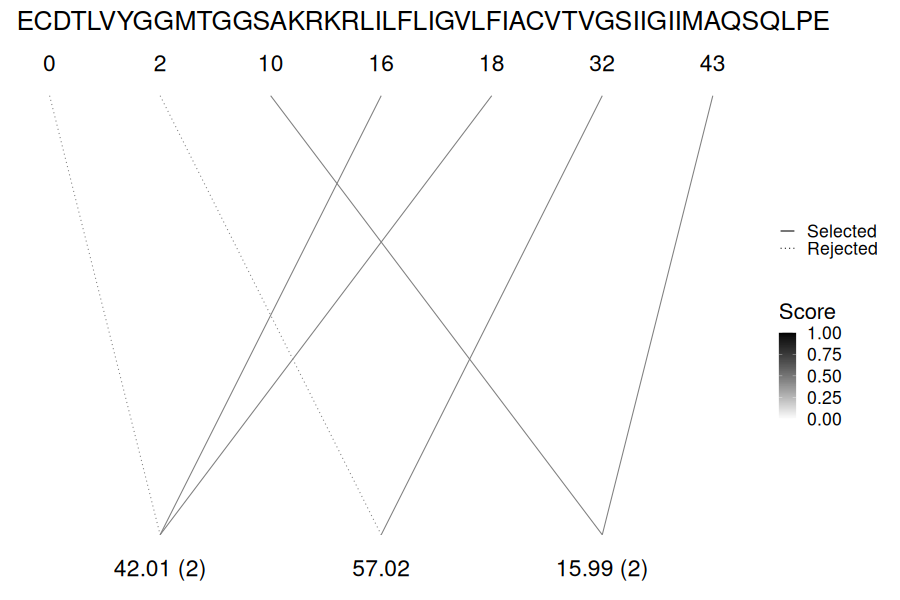 ECDTLVYGGMTGGSAKRKRLILFLIGVLFIACVTVGSIIGIIMAQSQLPE
0 2 10 16 18 32 43
Selected
Rejected
Score
1.00
0.75
0.50
0.25
0.00
42.01 (2) 57.02 15.99 (2)